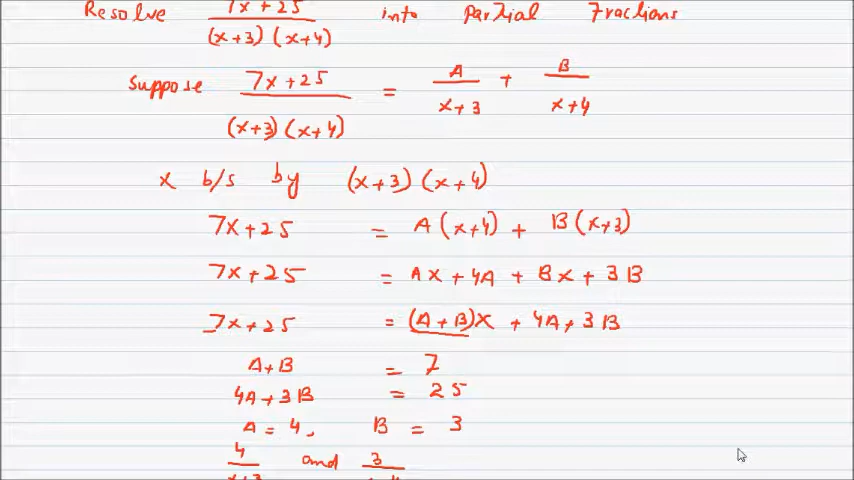 Resolve 7x+25 / (x+3)(x+4) into Partial Fractions
Suppose 7x+25 / (x+3)(x+4) = A / x+3 + B / x+4
x b/s by (x+3)(x+4)
7x+25 = A(x+4) + B(x+3)
7x+25 = Ax+4A + Bx+3B
7x+25 = (A+B)x + 4A+3B
A+B = 7
4A+3B = 25
A = 4, B = 3
4 and 3